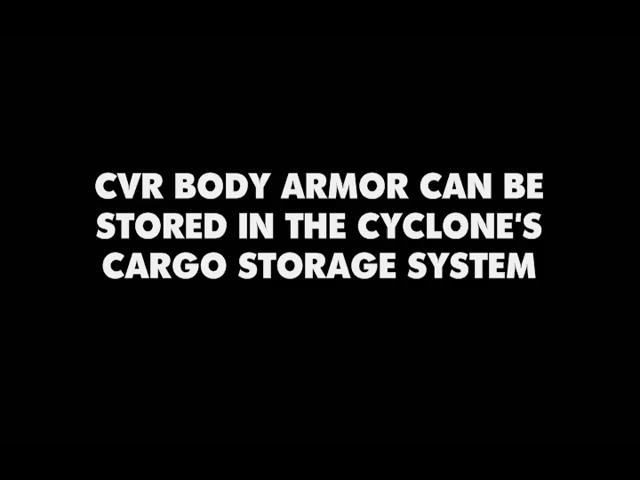 CVR BODY ARMOR CAN BE
STORED IN THE CYCLONE'S
CARGO STORAGE SYSTEM